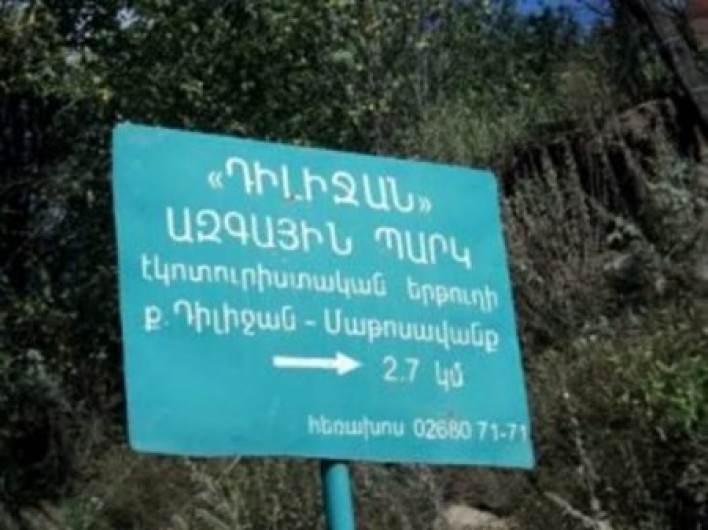 «ԴԻԼԻՋԱՆ»
ԱԶԳԱՅԻՆ ՊԱՐԿ
էկոտուրիստական երթուղի
ք. Դիլիջան - Մաթոսավանք
2.7 կմ
հեռախոս 02680 71-71